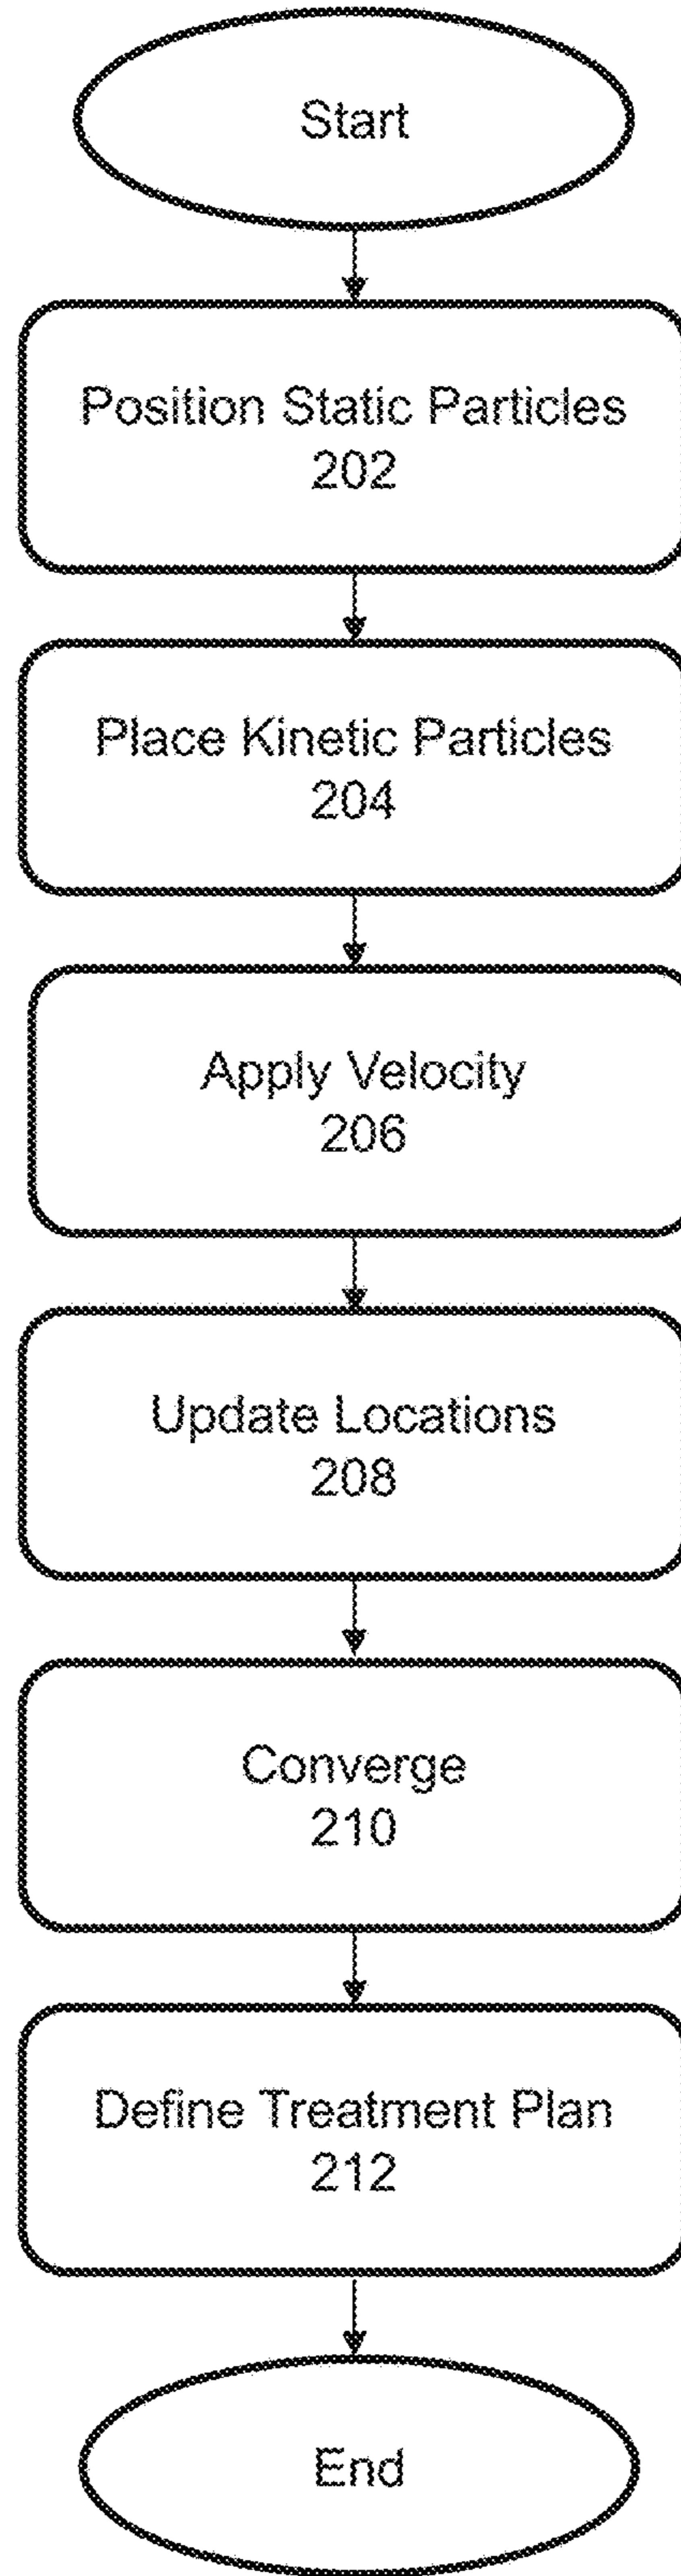 Start
Position Static Particles
202
Place Kinetic Particles
204
Apply Velocity
206
Update Locations
208
Converge
210
Define Treatment Plan
212
End